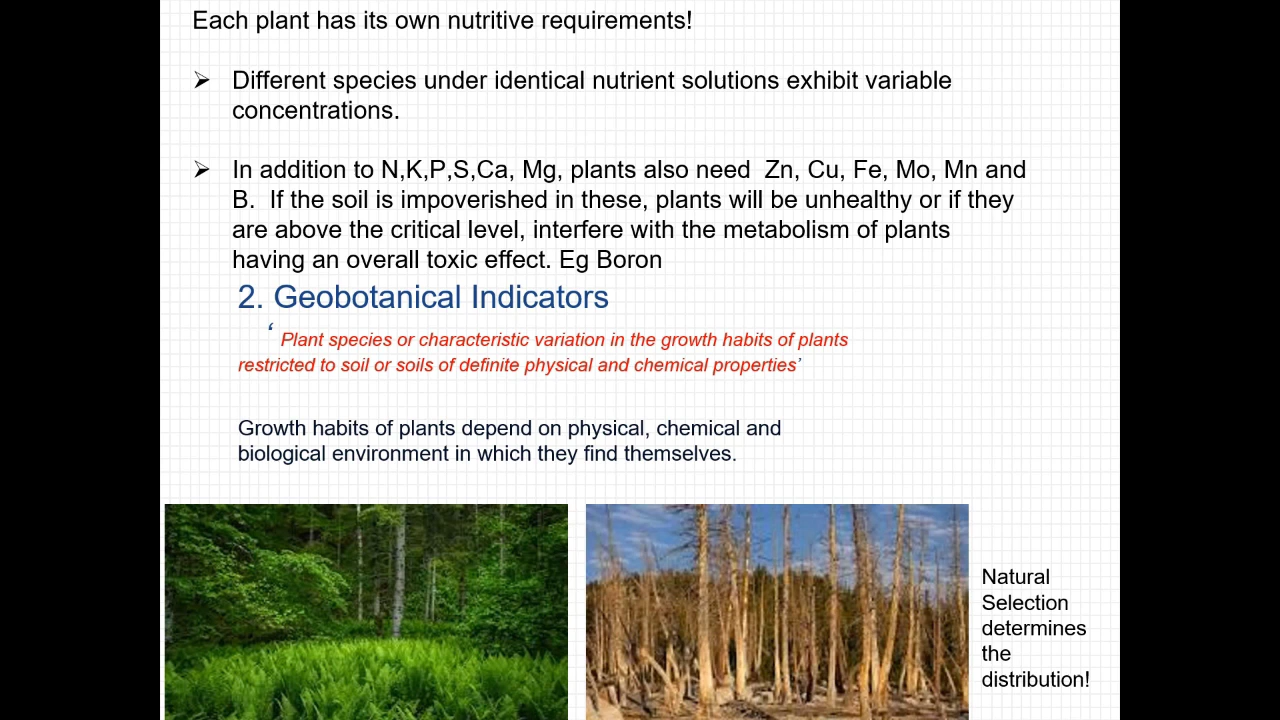 Each plant has its own nutritive requirements!
➢ Different species under identical nutrient solutions exhibit variable
concentrations.
➢ In addition to N,K,P,S,Ca, Mg, plants also need  Zn, Cu, Fe, Mo, Mn and
B.  If the soil is impoverished in these, plants will be unhealthy or if they
are above the critical level, interfere with the metabolism of plants
having an overall toxic effect. Eg Boron
2. Geobotanical Indicators
‘ Plant species or characteristic variation in the growth habits of plants
restricted to soil or soils of definite physical and chemical properties’
Growth habits of plants depend on physical, chemical and
biological environment in which they find themselves.
Natural
Selection
determines
the
distribution!